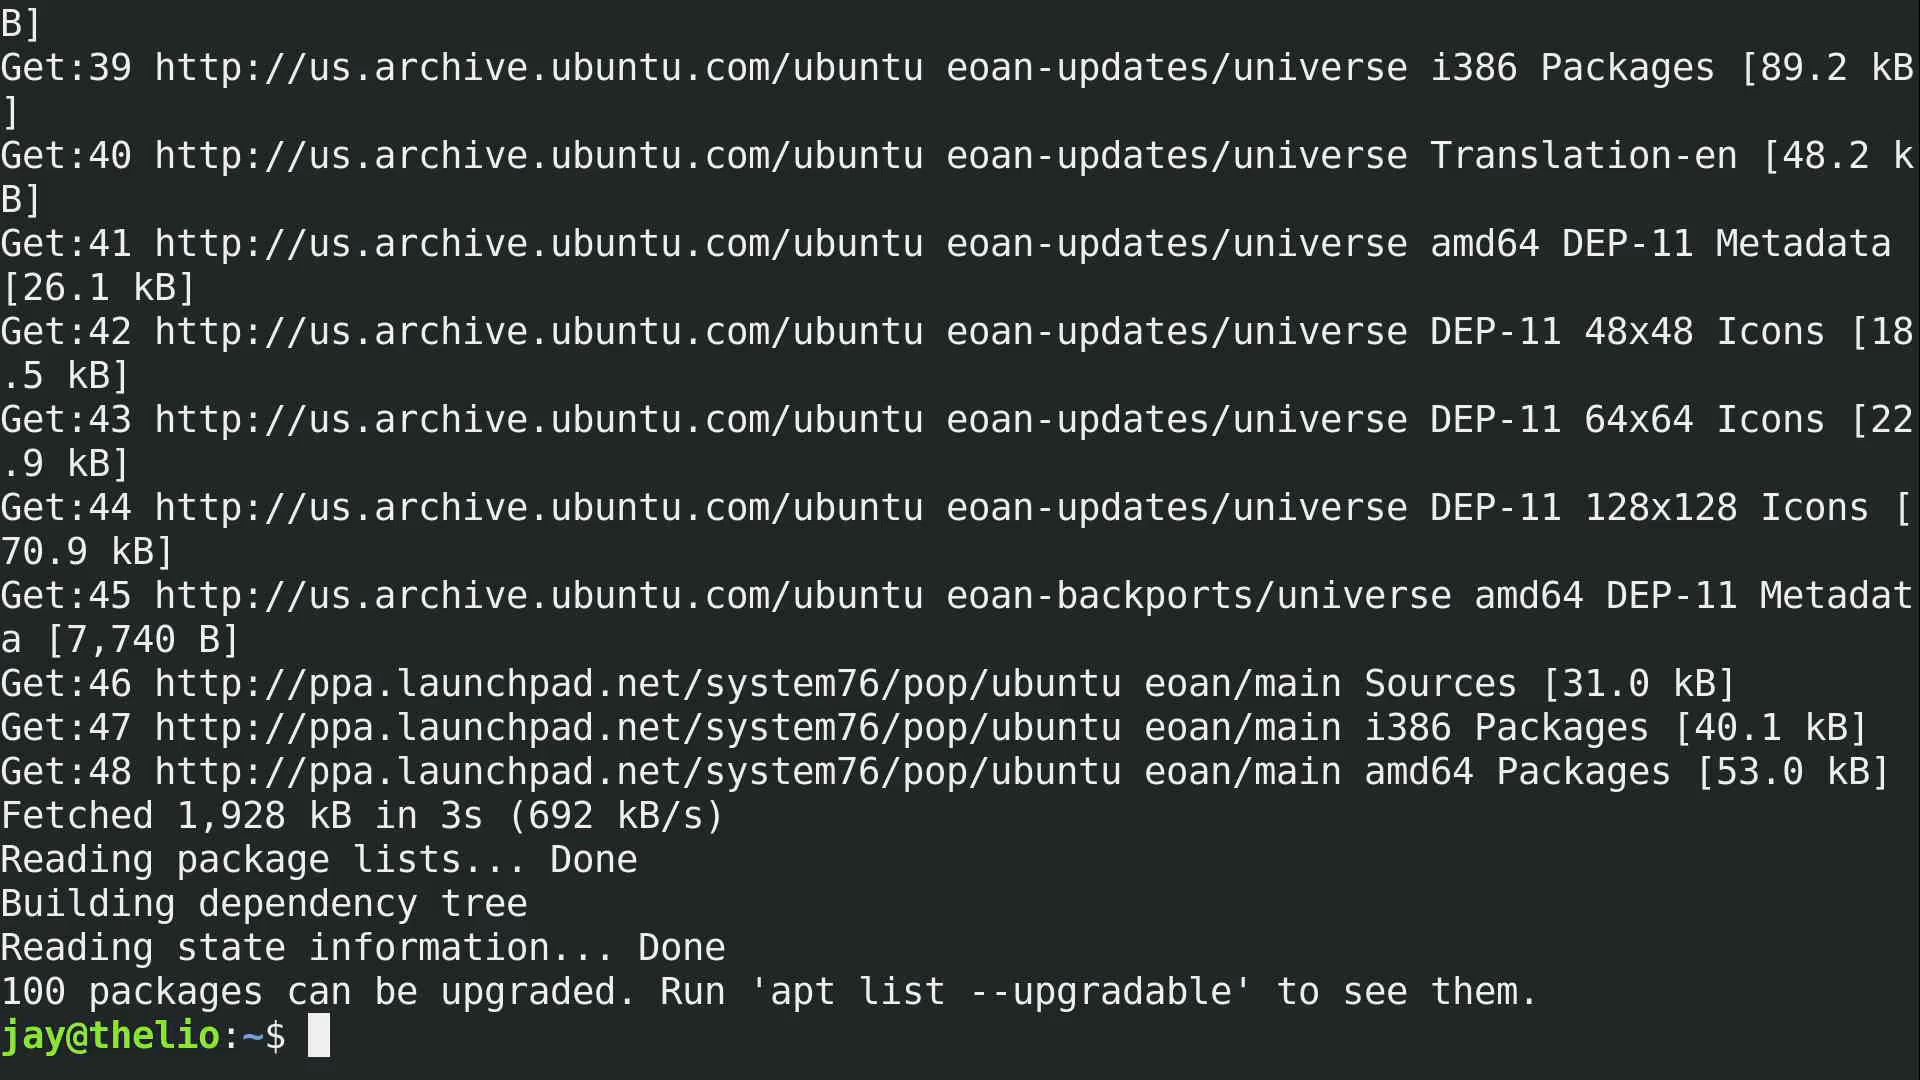 B]
Get:39 http://us.archive.ubuntu.com/ubuntu eoan-updates/universe i386 Packages [89.2 kB
]
Get:40 http://us.archive.ubuntu.com/ubuntu eoan-updates/universe Translation-en [48.2 k
B]
Get:41 http://us.archive.ubuntu.com/ubuntu eoan-updates/universe amd64 DEP-11 Metadata
[26.1 kB]
Get:42 http://us.archive.ubuntu.com/ubuntu eoan-updates/universe DEP-11 48x48 Icons [18
.5 kB]
Get:43 http://us.archive.ubuntu.com/ubuntu eoan-updates/universe DEP-11 64x64 Icons [22
.9 kB]
Get:44 http://us.archive.ubuntu.com/ubuntu eoan-updates/universe DEP-11 128x128 Icons [
70.9 kB]
Get:45 http://us.archive.ubuntu.com/ubuntu eoan-backports/universe amd64 DEP-11 Metadat
a [7,740 B]
Get:46 http://ppa.launchpad.net/system76/pop/ubuntu eoan/main Sources [31.0 kB]
Get:47 http://ppa.launchpad.net/system76/pop/ubuntu eoan/main i386 Packages [40.1 kB]
Get:48 http://ppa.launchpad.net/system76/pop/ubuntu eoan/main amd64 Packages [53.0 kB]
Fetched 1,928 kB in 3s (692 kB/s)
Reading package lists... Done
Building dependency tree
Reading state information... Done
100 packages can be upgraded. Run 'apt list --upgradable' to see them.
jay@thelio:~$